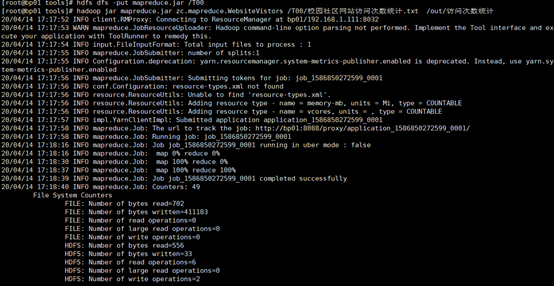 [root@bp01 tools]# hdfs dfs -put mapreduce.jar /T00
[root@bp01 tools]# hadoop jar mapreduce.jar zc.mapreduce.WebsiteVistors /T00/校园社区网站访问次数统计.txt  /out/访问次数统计
20/04/14 17:17:52 INFO client.RMProxy: Connecting to ResourceManager at bp01/192.168.1.111:8032
20/04/14 17:17:53 WARN mapreduce.JobResourceUploader: Hadoop command-line option parsing not performed. Implement the Tool interface and exe
cute your application with ToolRunner to remedy this.
20/04/14 17:17:54 INFO input.FileInputFormat: Total input files to process : 1
20/04/14 17:17:55 INFO mapreduce.JobSubmitter: number of splits:1
20/04/14 17:17:55 INFO Configuration.deprecation: yarn.resourcemanager.system-metrics-publisher.enabled is deprecated. Instead, use yarn.sys
tem-metrics-publisher.enabled
20/04/14 17:17:56 INFO mapreduce.JobSubmitter: Submitting tokens for job: job_1586850272599_0001
20/04/14 17:17:56 INFO conf.Configuration: resource-types.xml not found
20/04/14 17:17:56 INFO resource.ResourceUtils: Unable to find 'resource-types.xml'.
20/04/14 17:17:56 INFO resource.ResourceUtils: Adding resource type - name = memory-mb, units = Mi, type = COUNTABLE
20/04/14 17:17:56 INFO resource.ResourceUtils: Adding resource type - name = vcores, units = , type = COUNTABLE
20/04/14 17:17:57 INFO impl.YarnClientImpl: Submitted application application_1586850272599_0001
20/04/14 17:17:58 INFO mapreduce.Job: The url to track the job: http://bp01:8088/proxy/application_1586850272599_0001/
20/04/14 17:17:58 INFO mapreduce.Job: Running job: job_1586850272599_0001
20/04/14 17:18:16 INFO mapreduce.Job: Job job_1586850272599_0001 running in uber mode : false
20/04/14 17:18:16 INFO mapreduce.Job:  map 0% reduce 0%
20/04/14 17:18:30 INFO mapreduce.Job:  map 100% reduce 0%
20/04/14 17:18:37 INFO mapreduce.Job:  map 100% reduce 100%
20/04/14 17:18:39 INFO mapreduce.Job: Job job_1586850272599_0001 completed successfully
20/04/14 17:18:40 INFO mapreduce.Job: Counters: 49
File System Counters
FILE: Number of bytes read=702
FILE: Number of bytes written=411183
FILE: Number of read operations=0
FILE: Number of large read operations=0
FILE: Number of write operations=0
HDFS: Number of bytes read=556
HDFS: Number of bytes written=33
HDFS: Number of read operations=6
HDFS: Number of large read operations=0
HDFS: Number of write operations=2